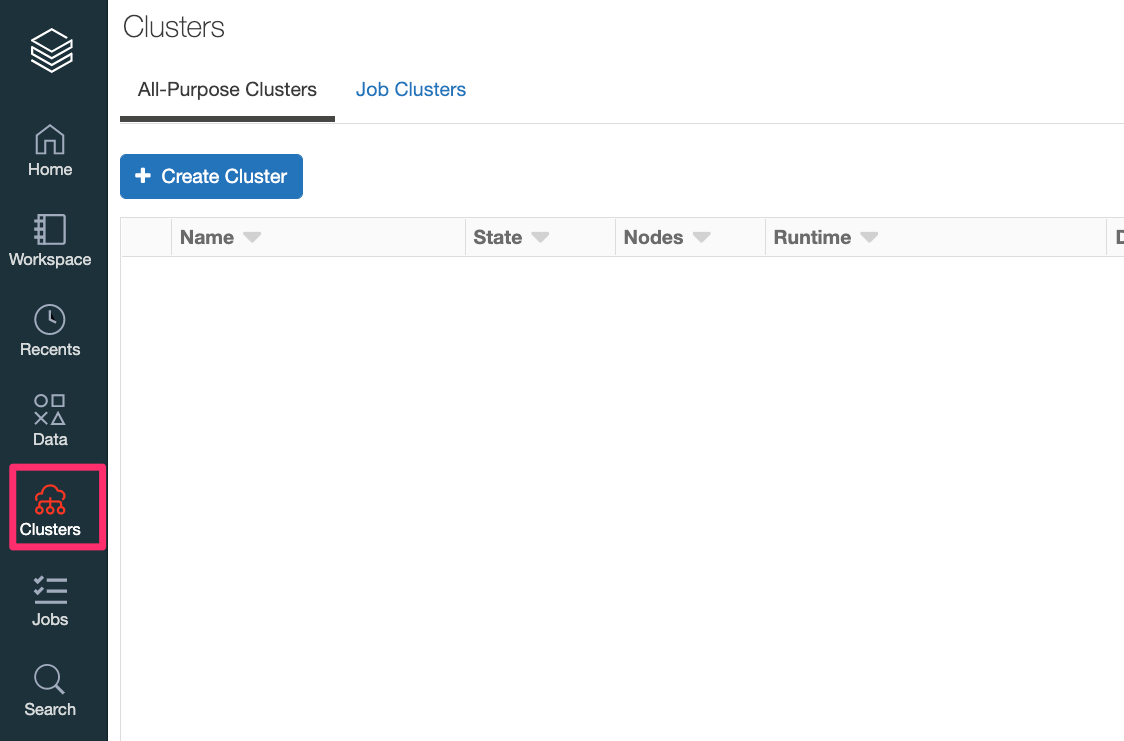 Clusters
All-Purpose Clusters Job Clusters
+ Create Cluster
Name State Nodes Runtime
Home
Workspace
Recents
Data
Clusters
Jobs
Search